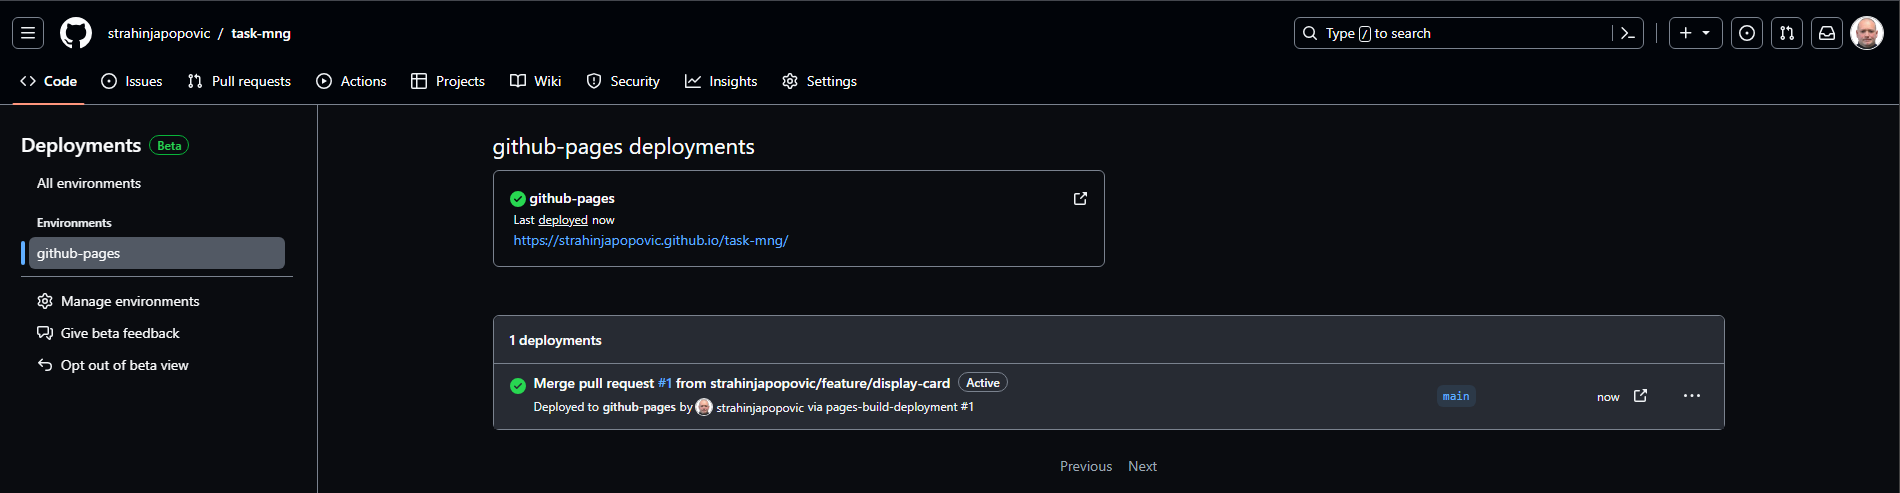 strahinjapopovic / task-mng
Type / to search
Code Issues Pull requests Actions Projects Wiki Security Insights Settings
Deployments Beta
All environments
Environments
github-pages
Manage environments
Give beta feedback
Opt out of beta view
github-pages deployments
github-pages
Last deployed now
https://strahinjapopovic.github.io/task-mng/
1 deployments
Merge pull request #1 from strahinjapopovic/feature/display-card Active
Deployed to github-pages by strahinjapopovic via pages-build-deployment #1
main
now
Previous Next